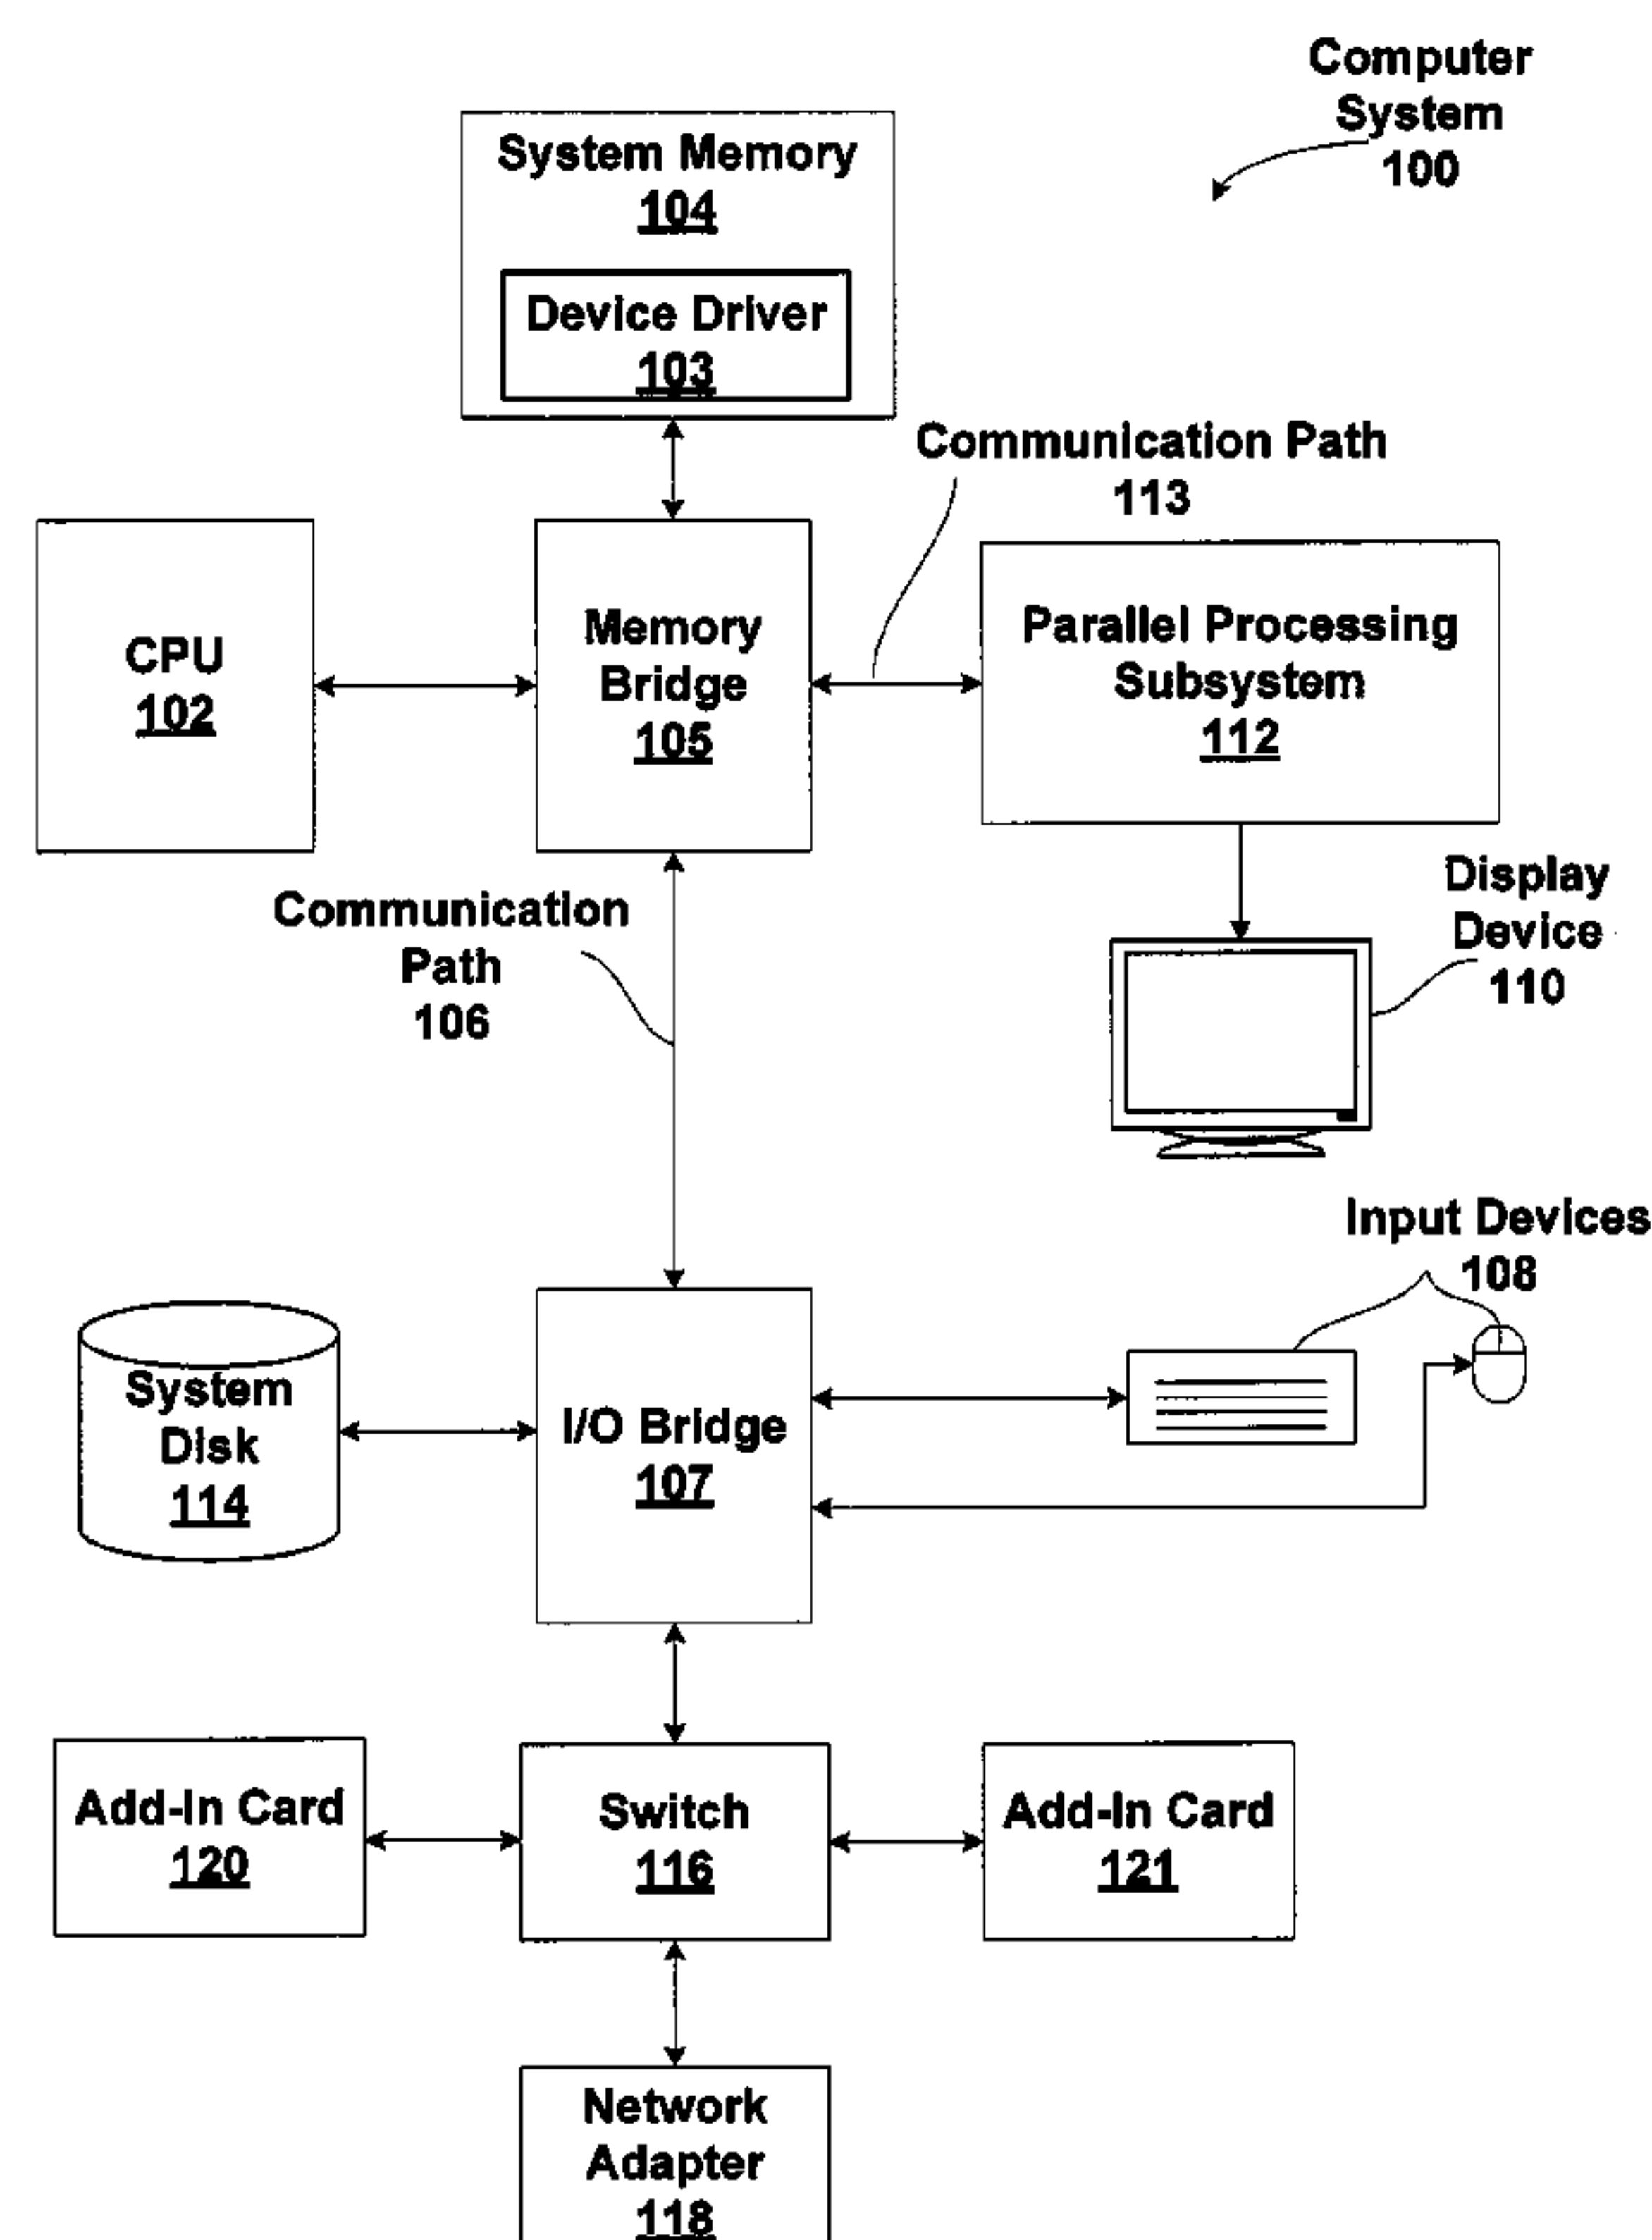 Computer
System
100
System Memory
104
Device Driver
103
Communication Path
113
CPU
102
Memory
Bridge
105
Parallel Processing
Subsystem
112
Communication
Path
106
Display
Device
110
Input Devices
108
System
Disk
114
I/O Bridge
107
Add-In Card
120
Switch
116
Add-In Card
121
Network
Adapter
118